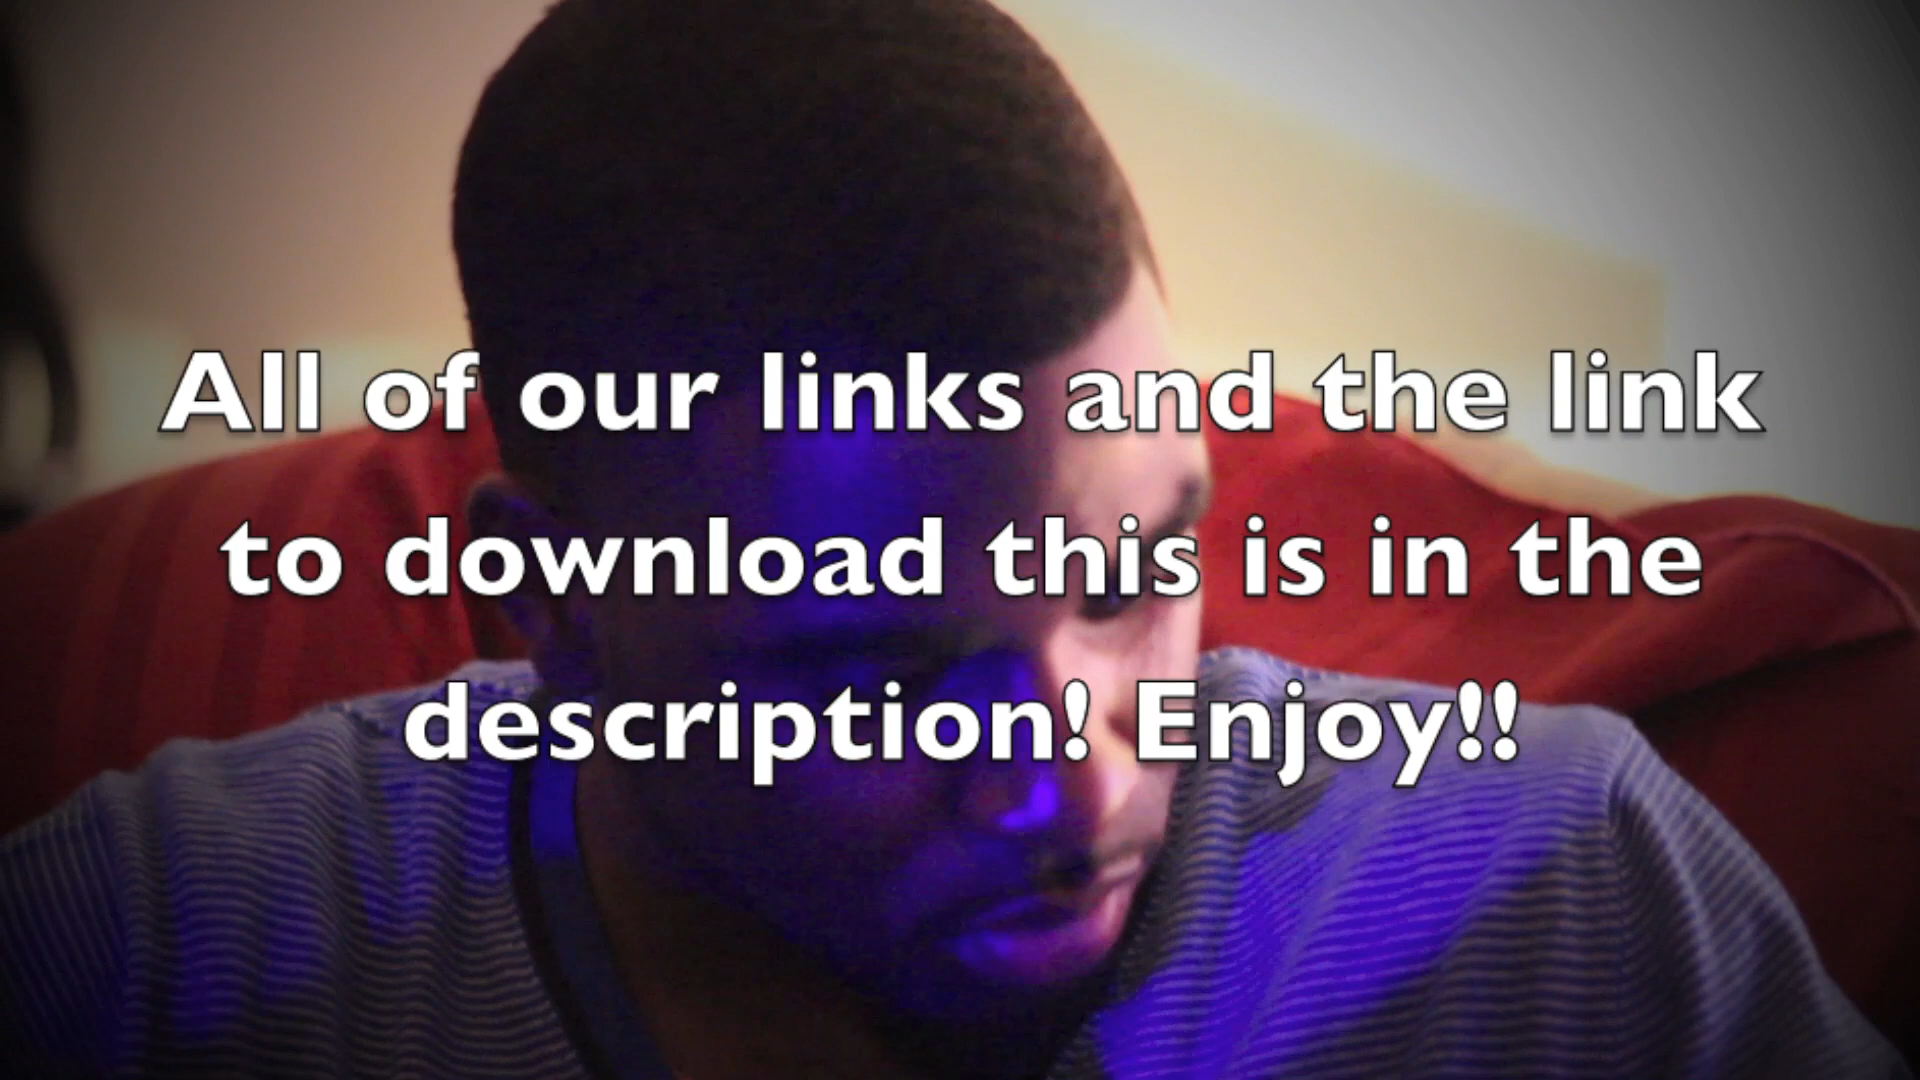 All of our links and the link
to download this is in the
description! Enjoy!!